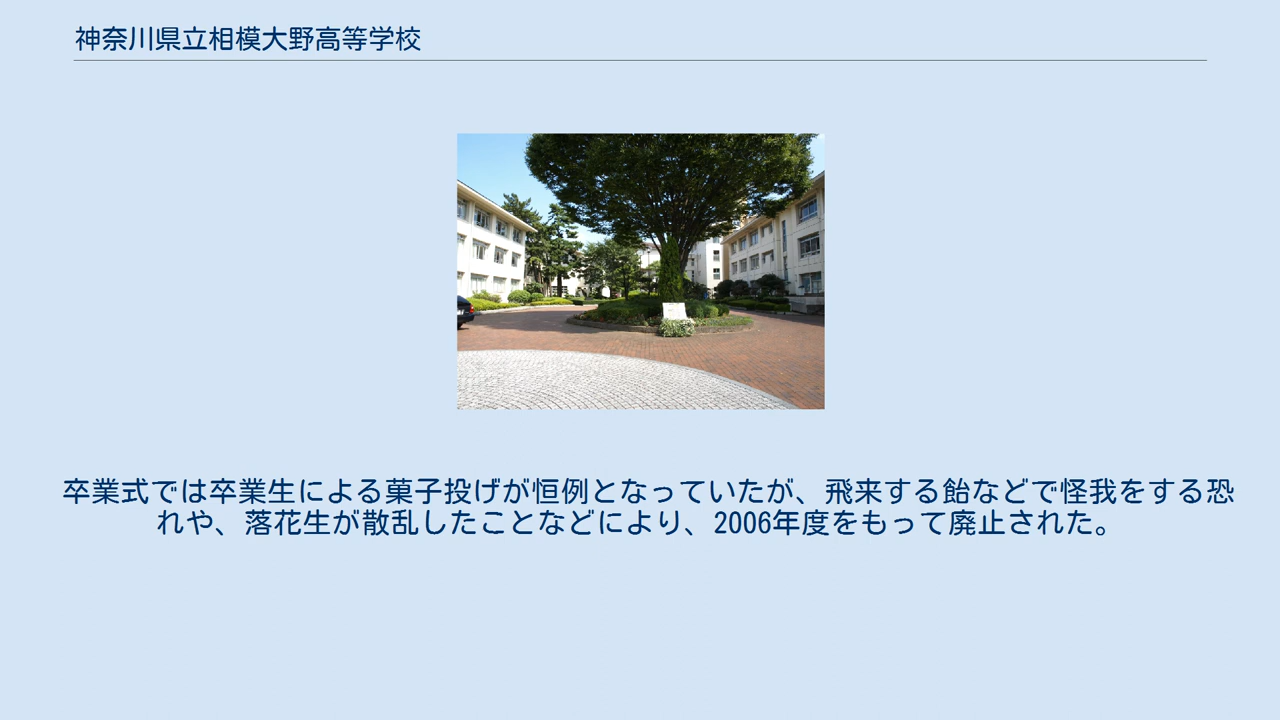 神奈川県立相模大野高等学校
卒業式では卒業生による菓子投げが恒例となっていたが、飛来する飴などで怪我をする恐
れや、落花生が散乱したことなどにより、2006年度をもって廃止された。